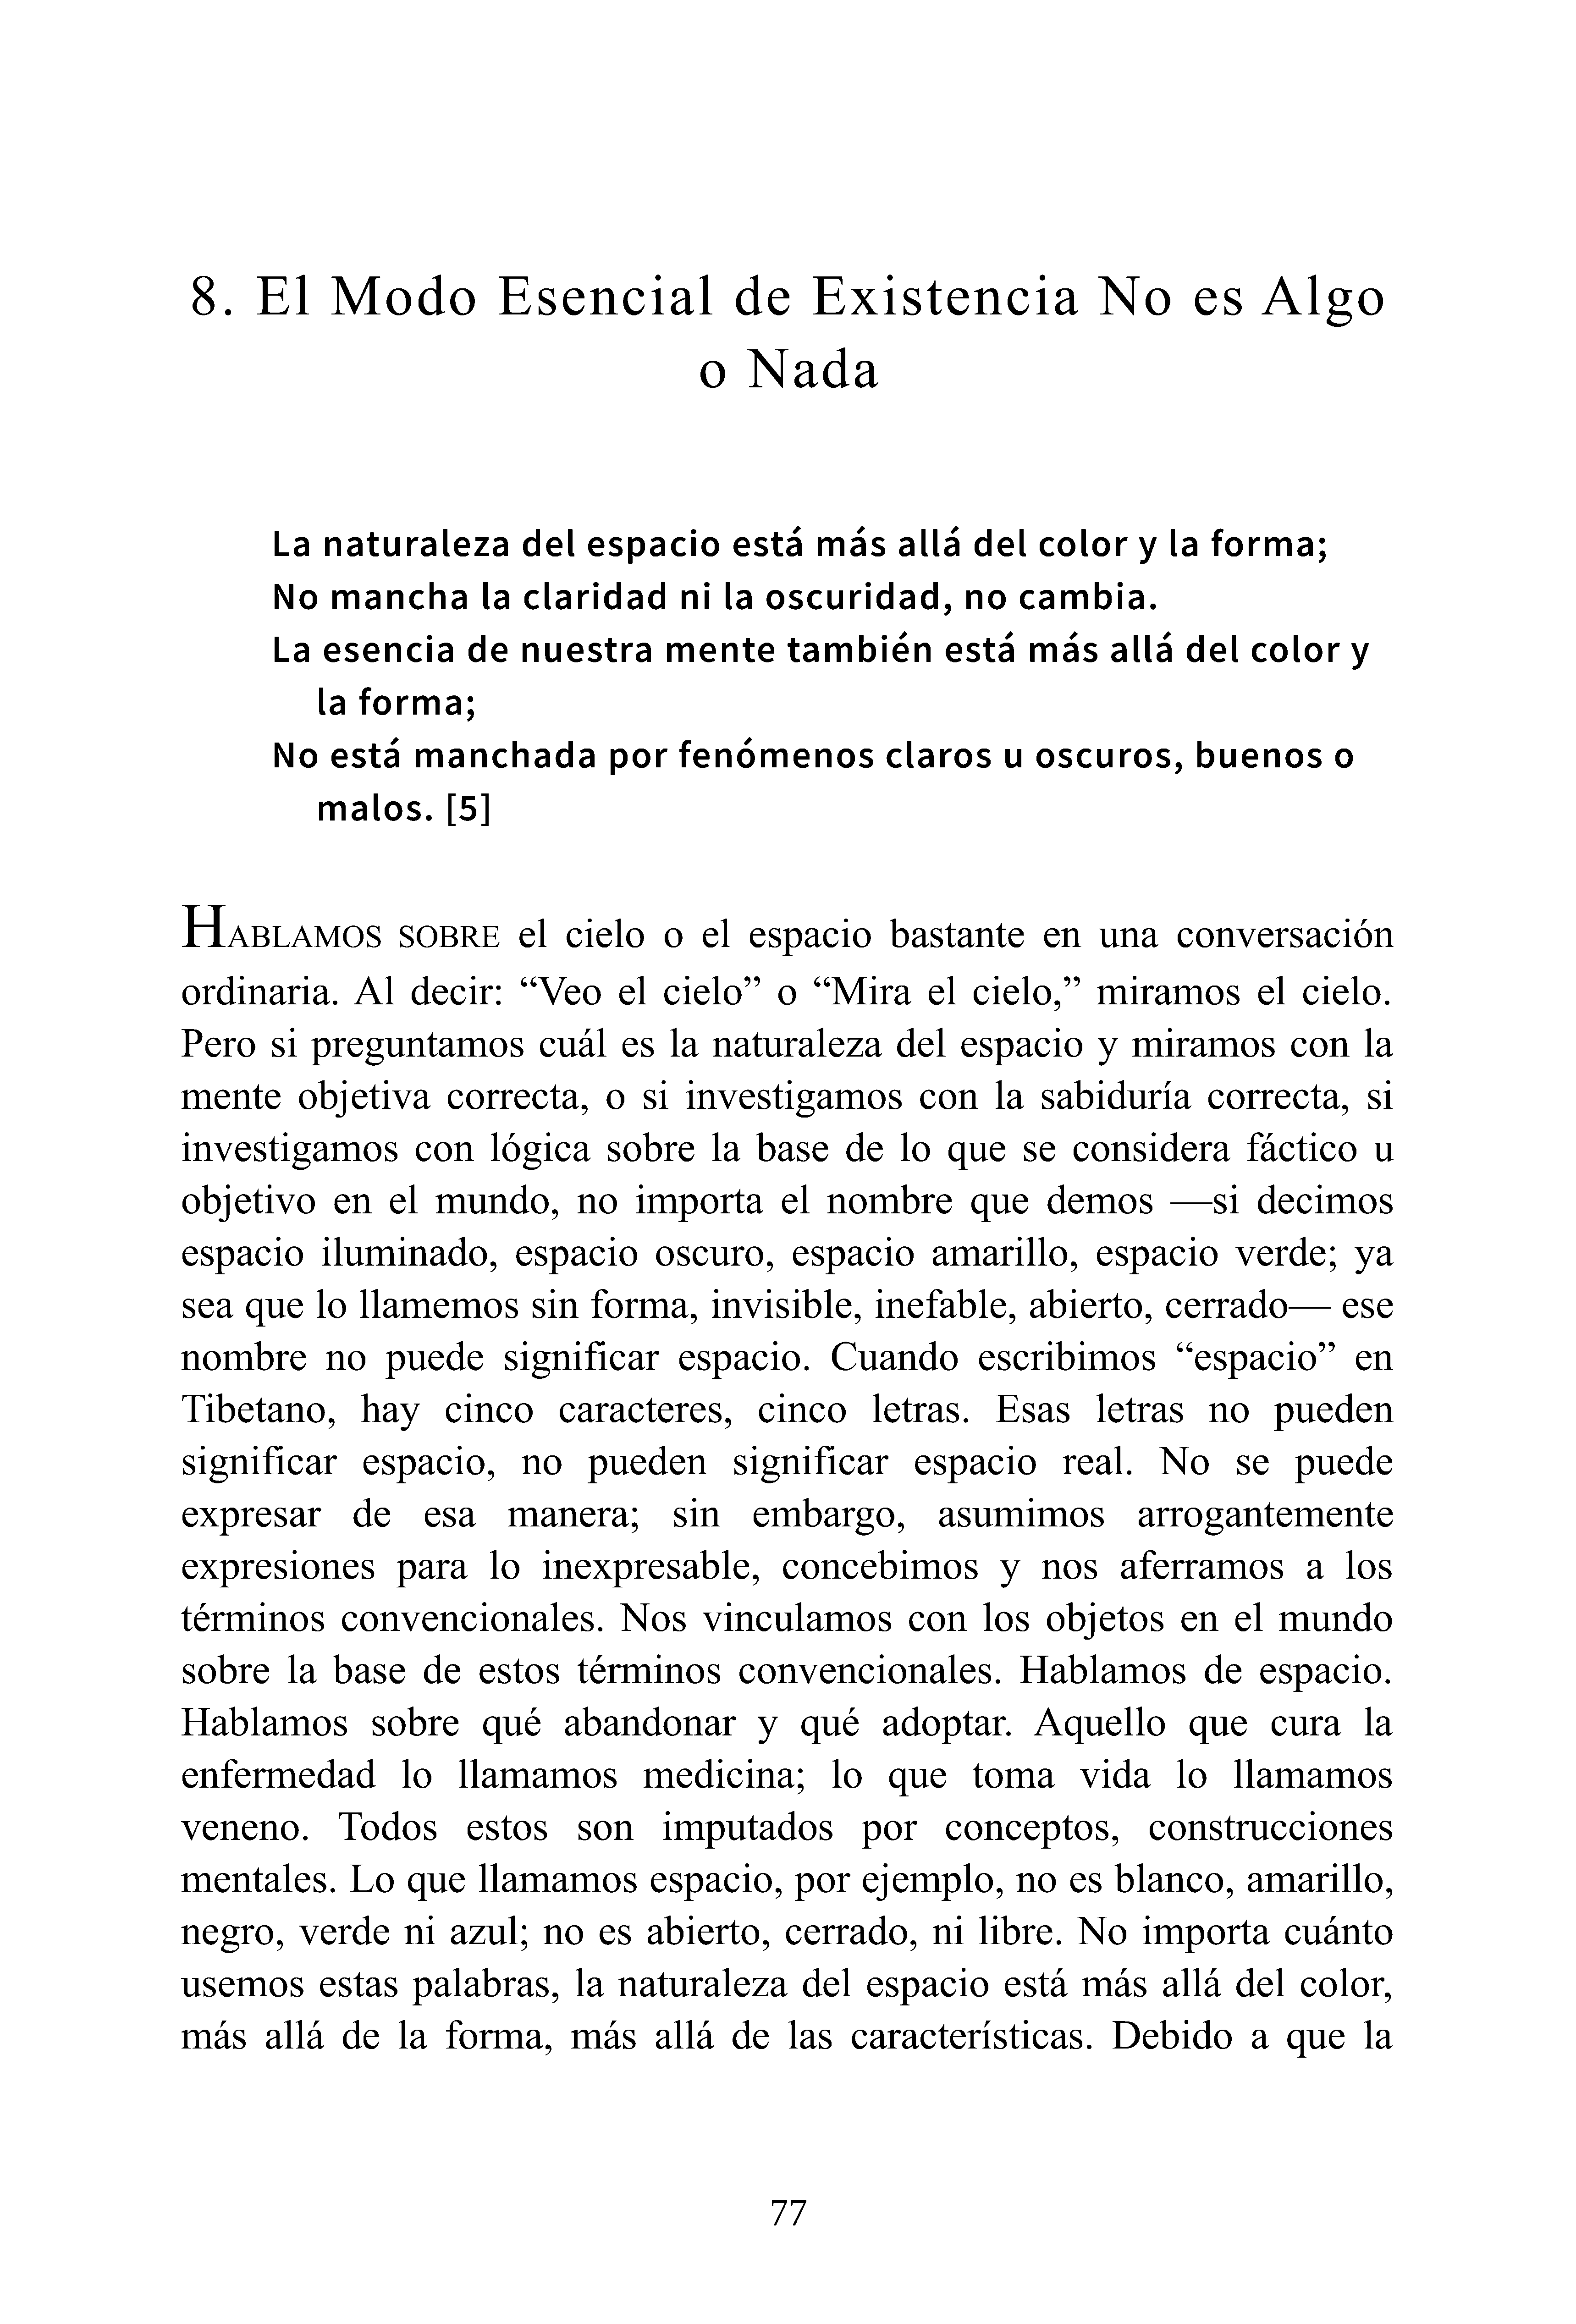 8. El Modo Esencial de Existencia No es Algo
o Nada
La naturaleza del espacio está más allá del color y la forma;
No mancha la claridad ni la oscuridad, no cambia.
La esencia de nuestra mente también está más allá del color y
la forma;
No está manchada por fenómenos claros u oscuros, buenos o
malos. [5]
HABLAMOS SOBRE el cielo o el espacio bastante en una conversación
ordinaria. Al decir: “Veo el cielo” o “Mira el cielo,” miramos el cielo.
Pero si preguntamos cuál es la naturaleza del espacio y miramos con la
mente objetiva correcta, o si investigamos con la sabiduría correcta, si
investigamos con lógica sobre la base de lo que se considera fáctico u
objetivo en el mundo, no importa el nombre que demos —si decimos
espacio iluminado, espacio oscuro, espacio amarillo, espacio verde; ya
sea que lo llamemos sin forma, invisible, inefable, abierto, cerrado— ese
nombre no puede significar espacio. Cuando escribimos “espacio” en
Tibetano, hay cinco caracteres, cinco letras. Esas letras no pueden
significar espacio, no pueden significar espacio real. No se puede
expresar de esa manera; sin embargo, asumimos arrogantemente
expresiones para lo inexpresable, concebimos y nos aferramos a los
términos convencionales. Nos vinculamos con los objetos en el mundo
sobre la base de estos términos convencionales. Hablamos de espacio.
Hablamos sobre qué abandonar y qué adoptar. Aquello que cura la
enfermedad lo llamamos medicina; lo que toma vida lo llamamos
veneno. Todos estos son imputados por conceptos, construcciones
mentales. Lo que llamamos espacio, por ejemplo, no es blanco, amarillo,
negro, verde ni azul; no es abierto, cerrado, ni libre. No importa cuánto
usemos estas palabras, la naturaleza del espacio está más allá del color,
más allá de la forma, más allá de las características. Debido a que la
77